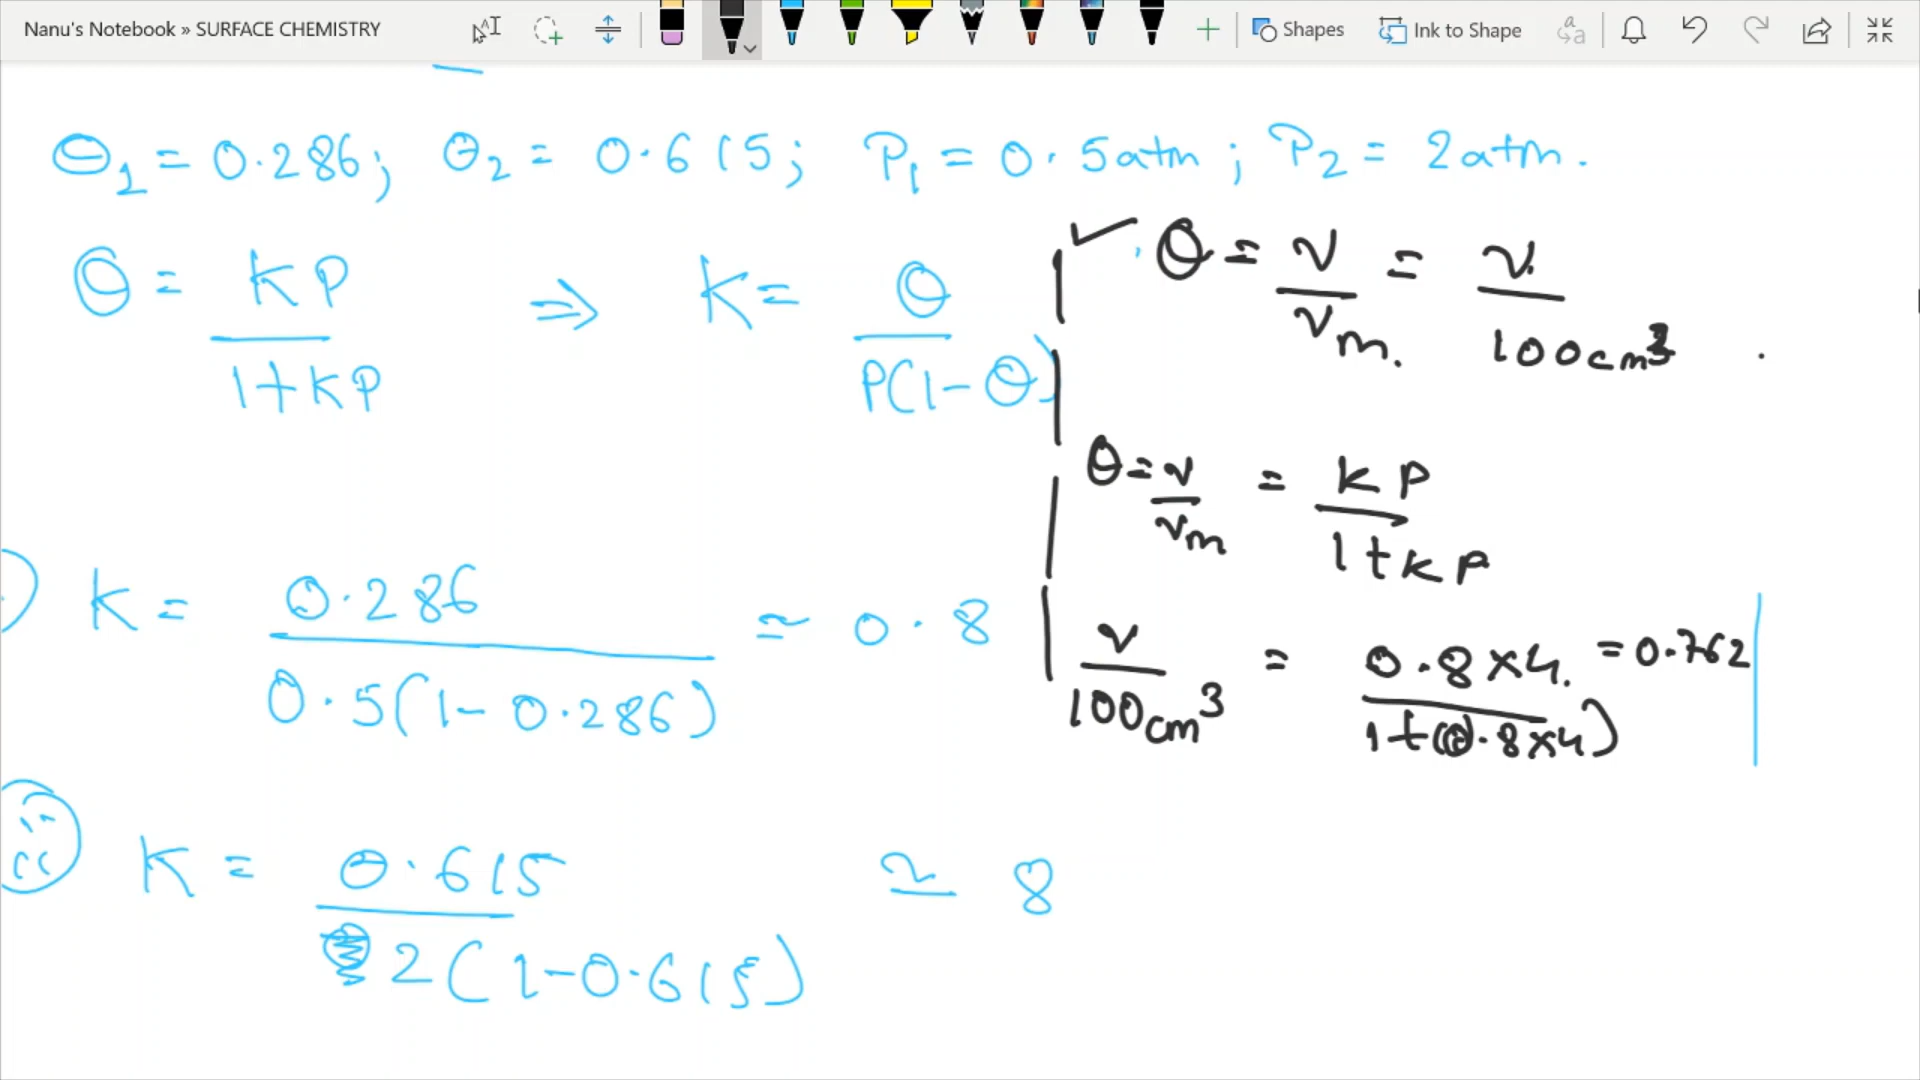 Nanu's Notebook » SURFACE CHEMISTRY
Shapes
Ink to Shape
θ1 = 0.286; θ2 = 0.615; P1 = 0.5atm; P2 = 2atm.
θ = KP / 1+KP ⇒ K = θ / P(1-θ)
✓ θ = v / vm. = v / 100cm³
θ = v / vm = KP / 1+KP
K = 0.286 / 0.5(1-0.286) ≃ 0.8
v / 100cm³ = 0.8×4. / 1+(0.8×4) = 0.762
K = 0.615 / 2(1-0.615) ≃ 8